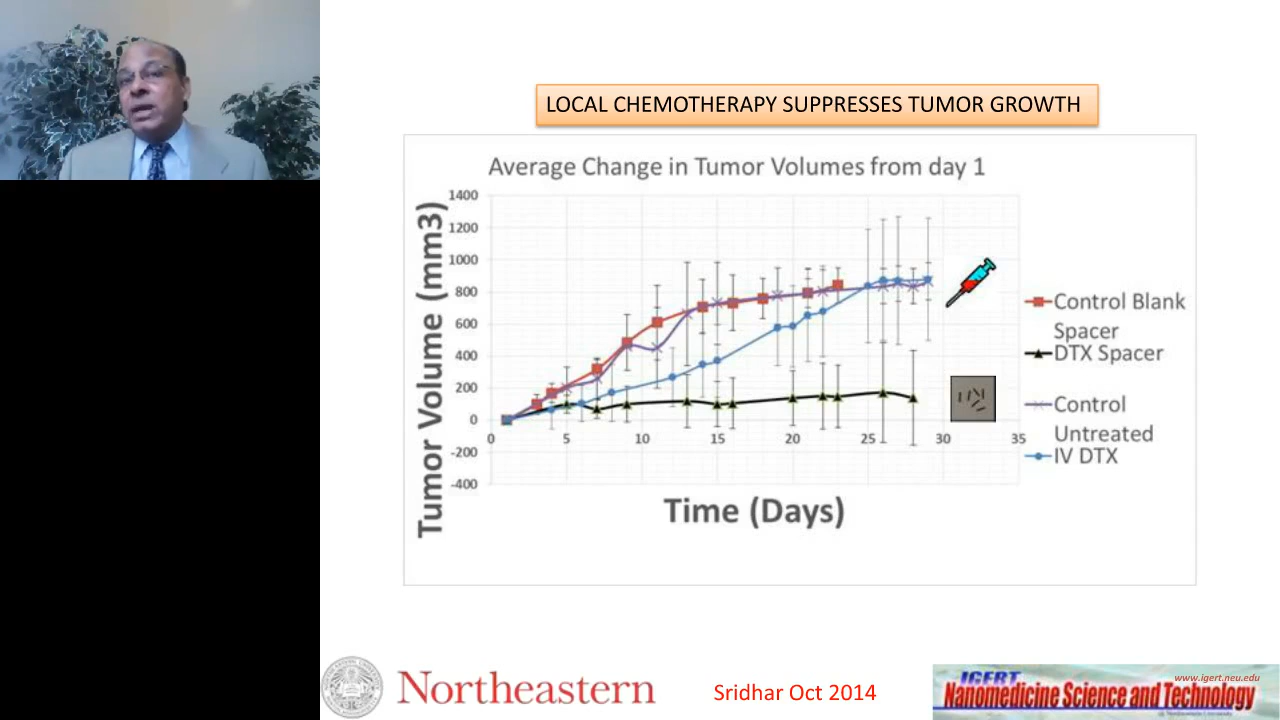 LOCAL CHEMOTHERAPY SUPPRESSES TUMOR GROWTH
Average Change in Tumor Volumes from day 1
Tumor Volume (mm3)
1400
1200
1000
800
600
400
200
0
-200
-400
0 5 10 15 20 25 30 35
Time (Days)
Control Blank
Spacer
DTX Spacer
Control
Untreated
IV DTX
Northeastern
Sridhar Oct 2014
www.igert.neu.edu
IGERT
Nanomedicine Science and Technology